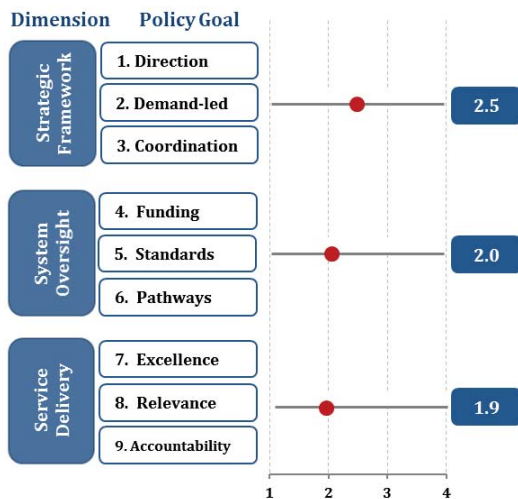 Dimension Policy Goal
Strategic
Framework
1. Direction
2. Demand-led
3. Coordination
2.5
System
Oversight
4. Funding
5. Standards
6. Pathways
2.0
Service
Delivery
7. Excellence
8. Relevance
9. Accountability
1.9
1 2 3 4